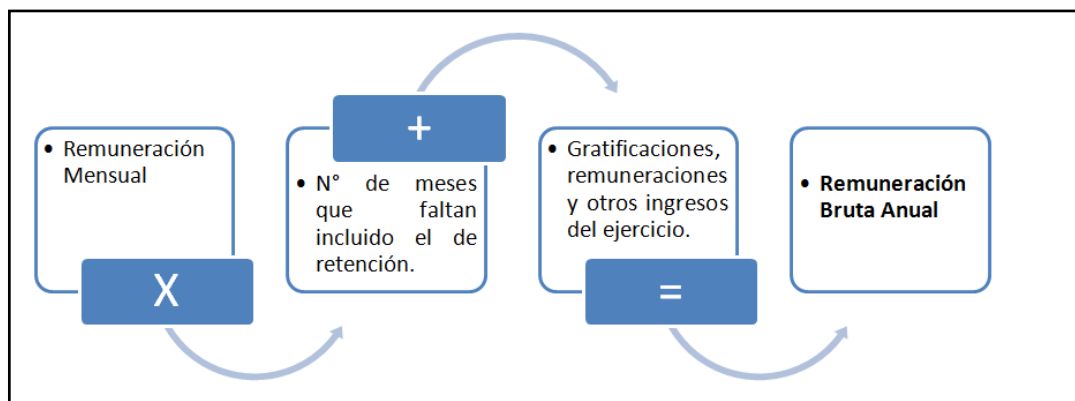 • Remuneración
Mensual
X
+
• N° de meses
que faltan
incluido el de
retención.
• Gratificaciones,
remuneraciones
y otros ingresos
del ejercicio.
=
• Remuneración
Bruta Anual